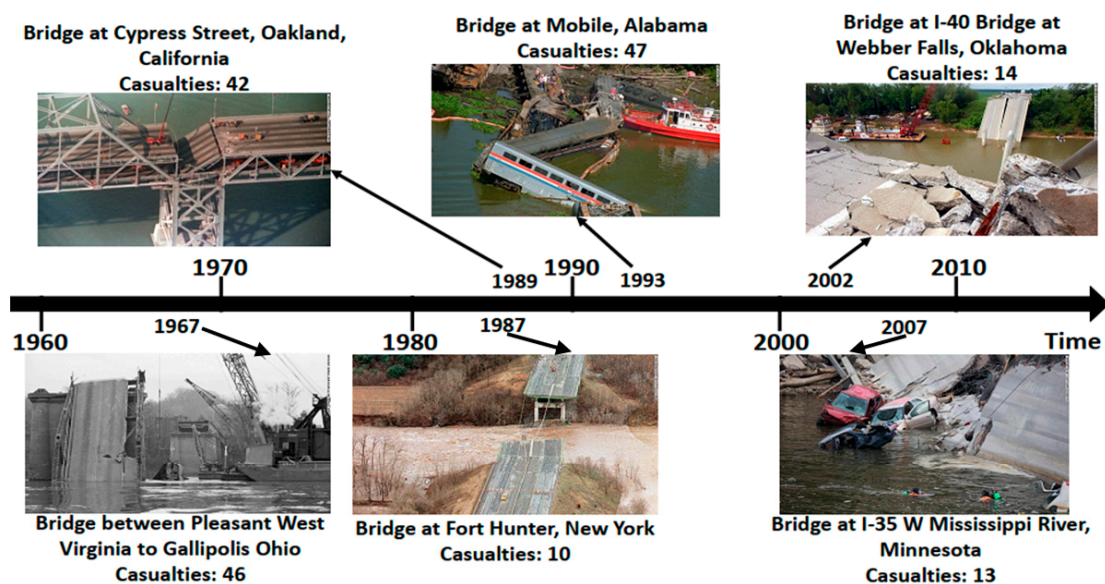 Bridge at Cypress Street, Oakland,
California
Casualties: 42
Bridge at Mobile, Alabama
Casualties: 47
Bridge at I-40 Bridge at
Webber Falls, Oklahoma
Casualties: 14
1970
1989
1990
1993
2002
2010
1960
1967
1980
1987
2000
2007
Time
Bridge between Pleasant West
Virginia to Gallipolis Ohio
Casualties: 46
Bridge at Fort Hunter, New York
Casualties: 10
Bridge at I-35 W Mississippi River,
Minnesota
Casualties: 13